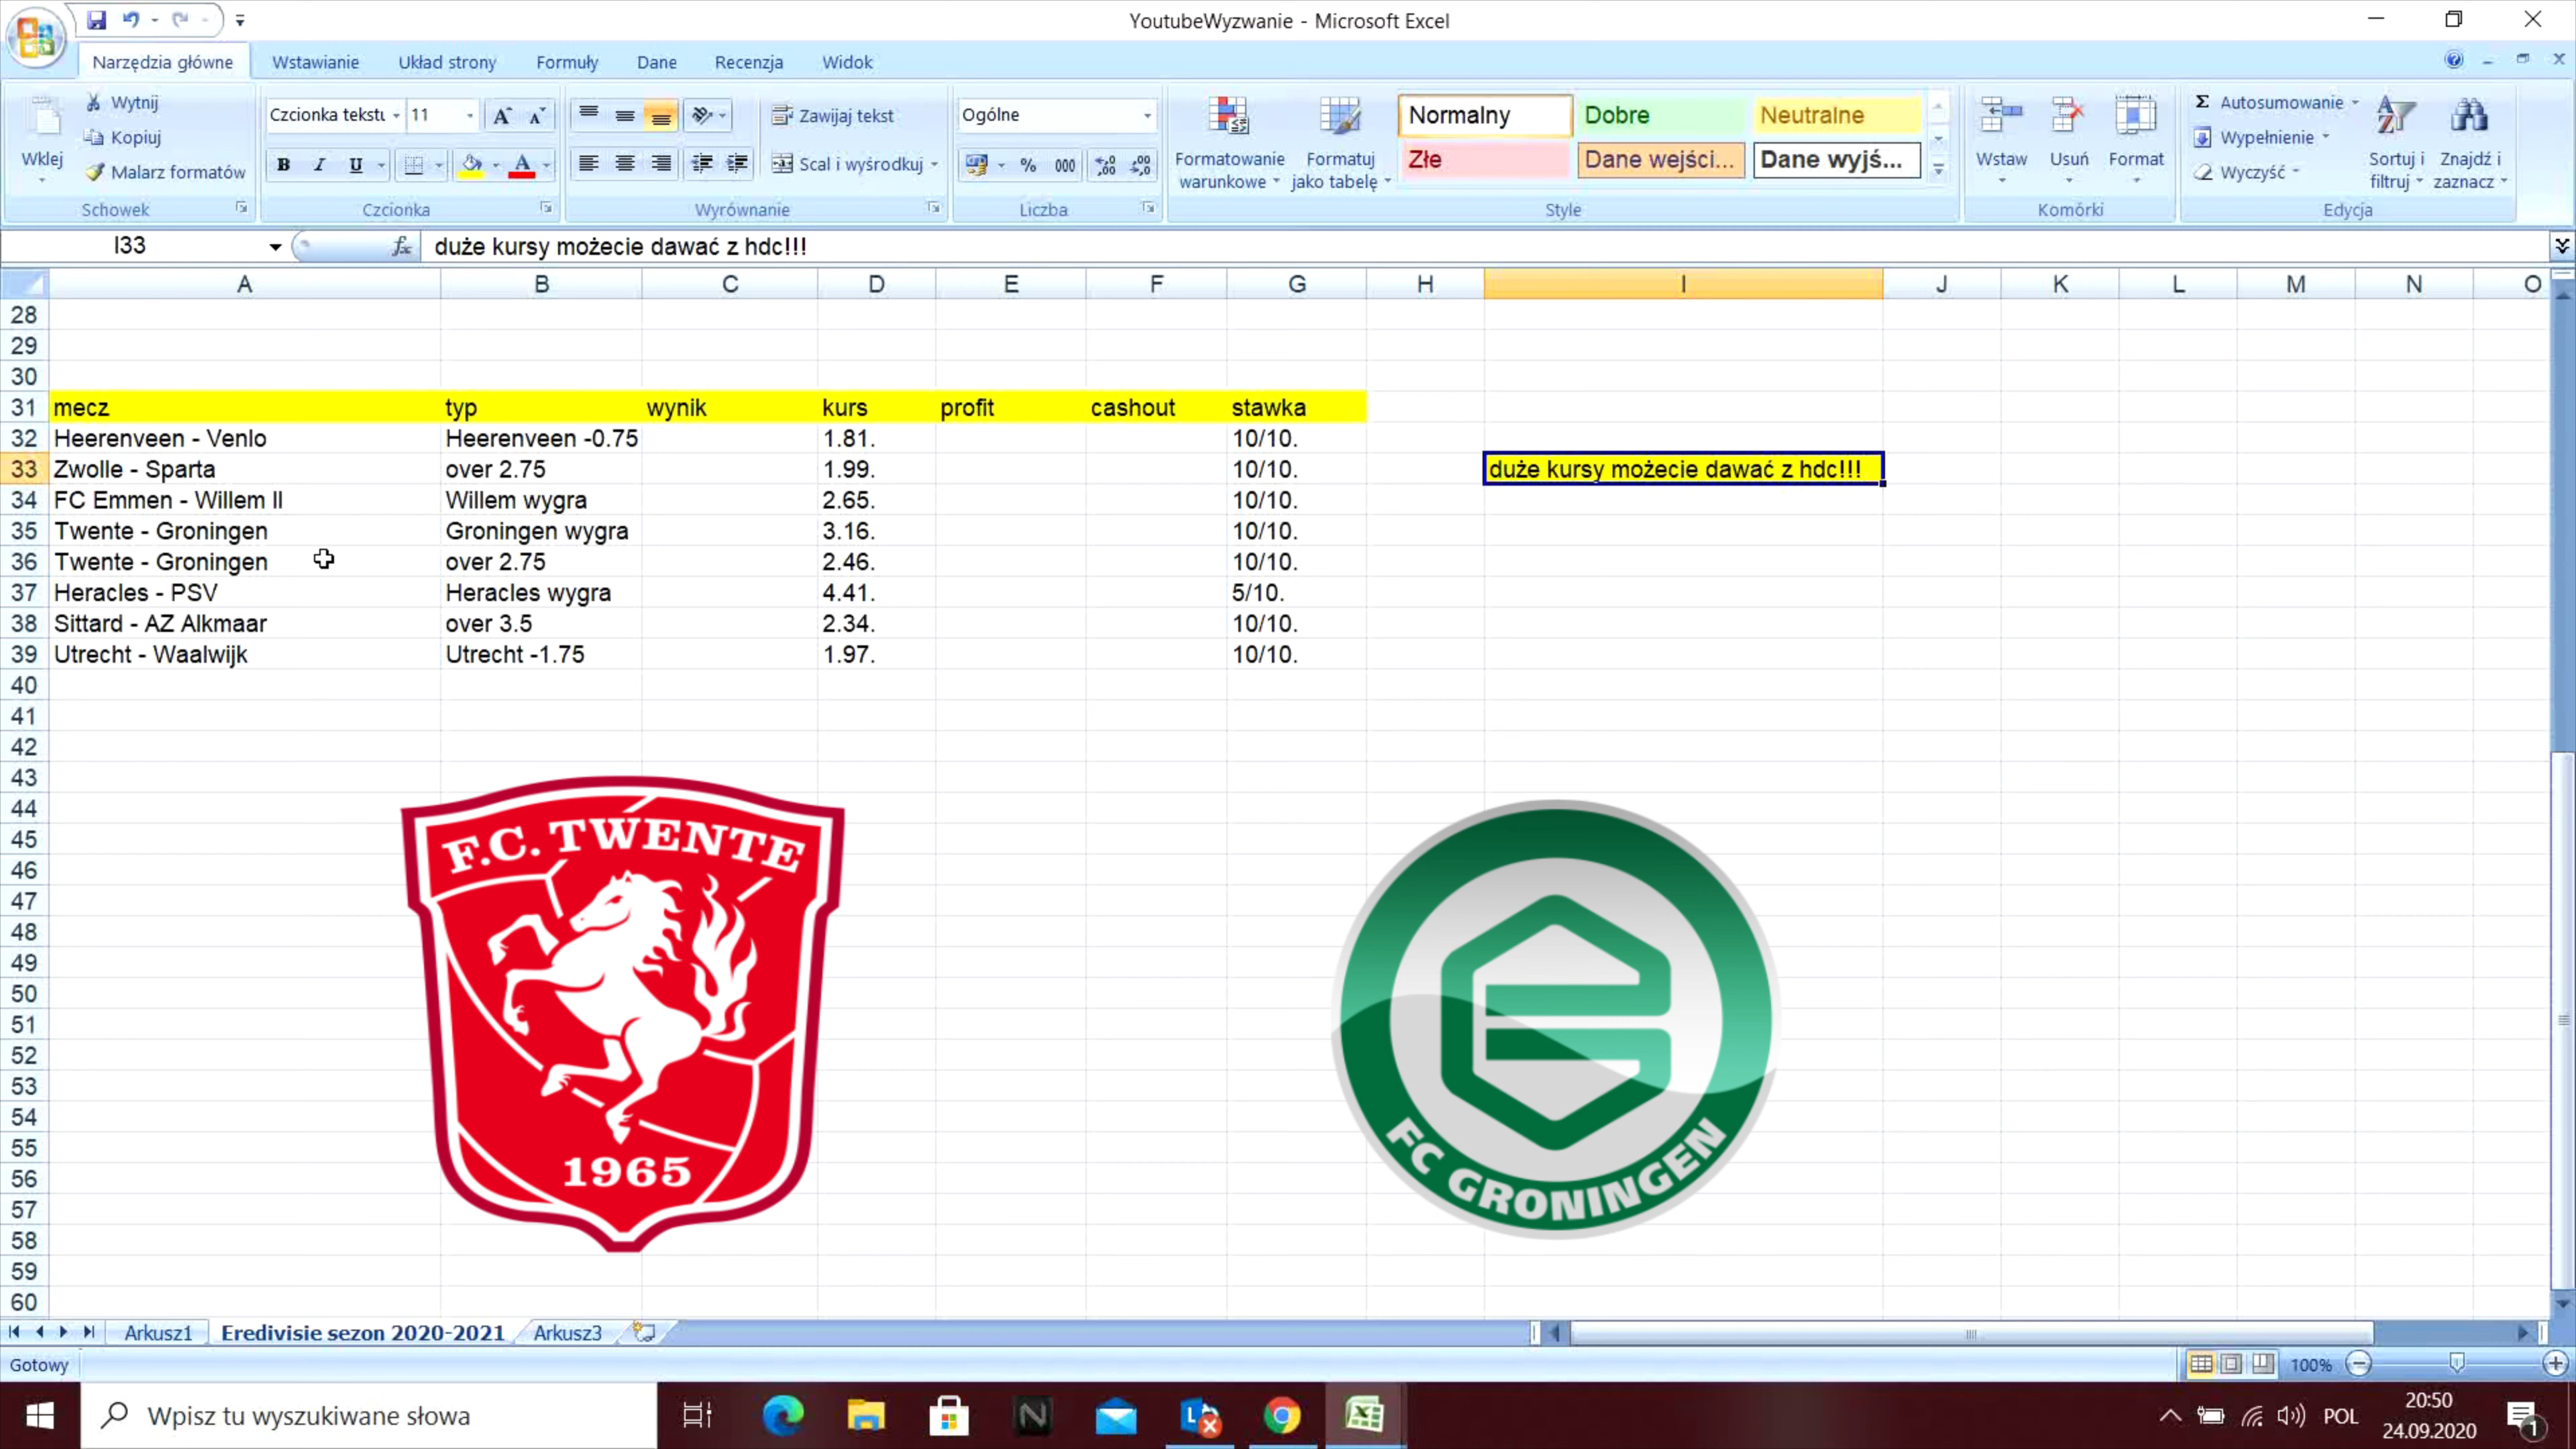 YoutubeWyzwanie - Microsoft Excel
Narzędzia główne Wstawianie Układ strony Formuły Dane Recenzja Widok
Wklej Wytnij Kopiuj Malarz formatów
Schowek
Czcionka tekstu 11
B I U
Czcionka
Zawijaj tekst
Scal i wyśrodkuj
Wyrównanie
Ogólne
% 000
Liczba
Formatowanie warunkowe
Formatuj jako tabelę
Normalny Dobre Neutralne
Złe Dane wejści... Dane wyjś...
Style
Wstaw Usuń Format
Komórki
Autosumowanie
Wypełnienie
Wyczyść
Sortuj i filtruj
Znajdź i zaznacz
Edycja
I33 fx duże kursy możecie dawać z hdc!!!
A B C D E F G H I J K L M N O
28
29
30
31 mecz typ wynik kurs profit cashout stawka
32 Heerenveen - Venlo Heerenveen -0.75 1.81. 10/10.
33 Zwolle - Sparta over 2.75 1.99. 10/10. duże kursy możecie dawać z hdc!!!
34 FC Emmen - Willem II Willem wygra 2.65. 10/10.
35 Twente - Groningen Groningen wygra 3.16. 10/10.
36 Twente - Groningen over 2.75 2.46. 10/10.
37 Heracles - PSV Heracles wygra 4.41. 5/10.
38 Sittard - AZ Alkmaar over 3.5 2.34. 10/10.
39 Utrecht - Waalwijk Utrecht -1.75 1.97. 10/10.
40
41
42
43
44
45
46
47
48
49
50
51
52
53
54
55
56
57
58
59
60
F.C. TWENTE
1965
FC GRONINGEN
Arkusz1 Eredivisie sezon 2020-2021 Arkusz3
Gotowy 100%
Wpisz tu wyszukiwane słowa
POL
20:50
24.09.2020
1